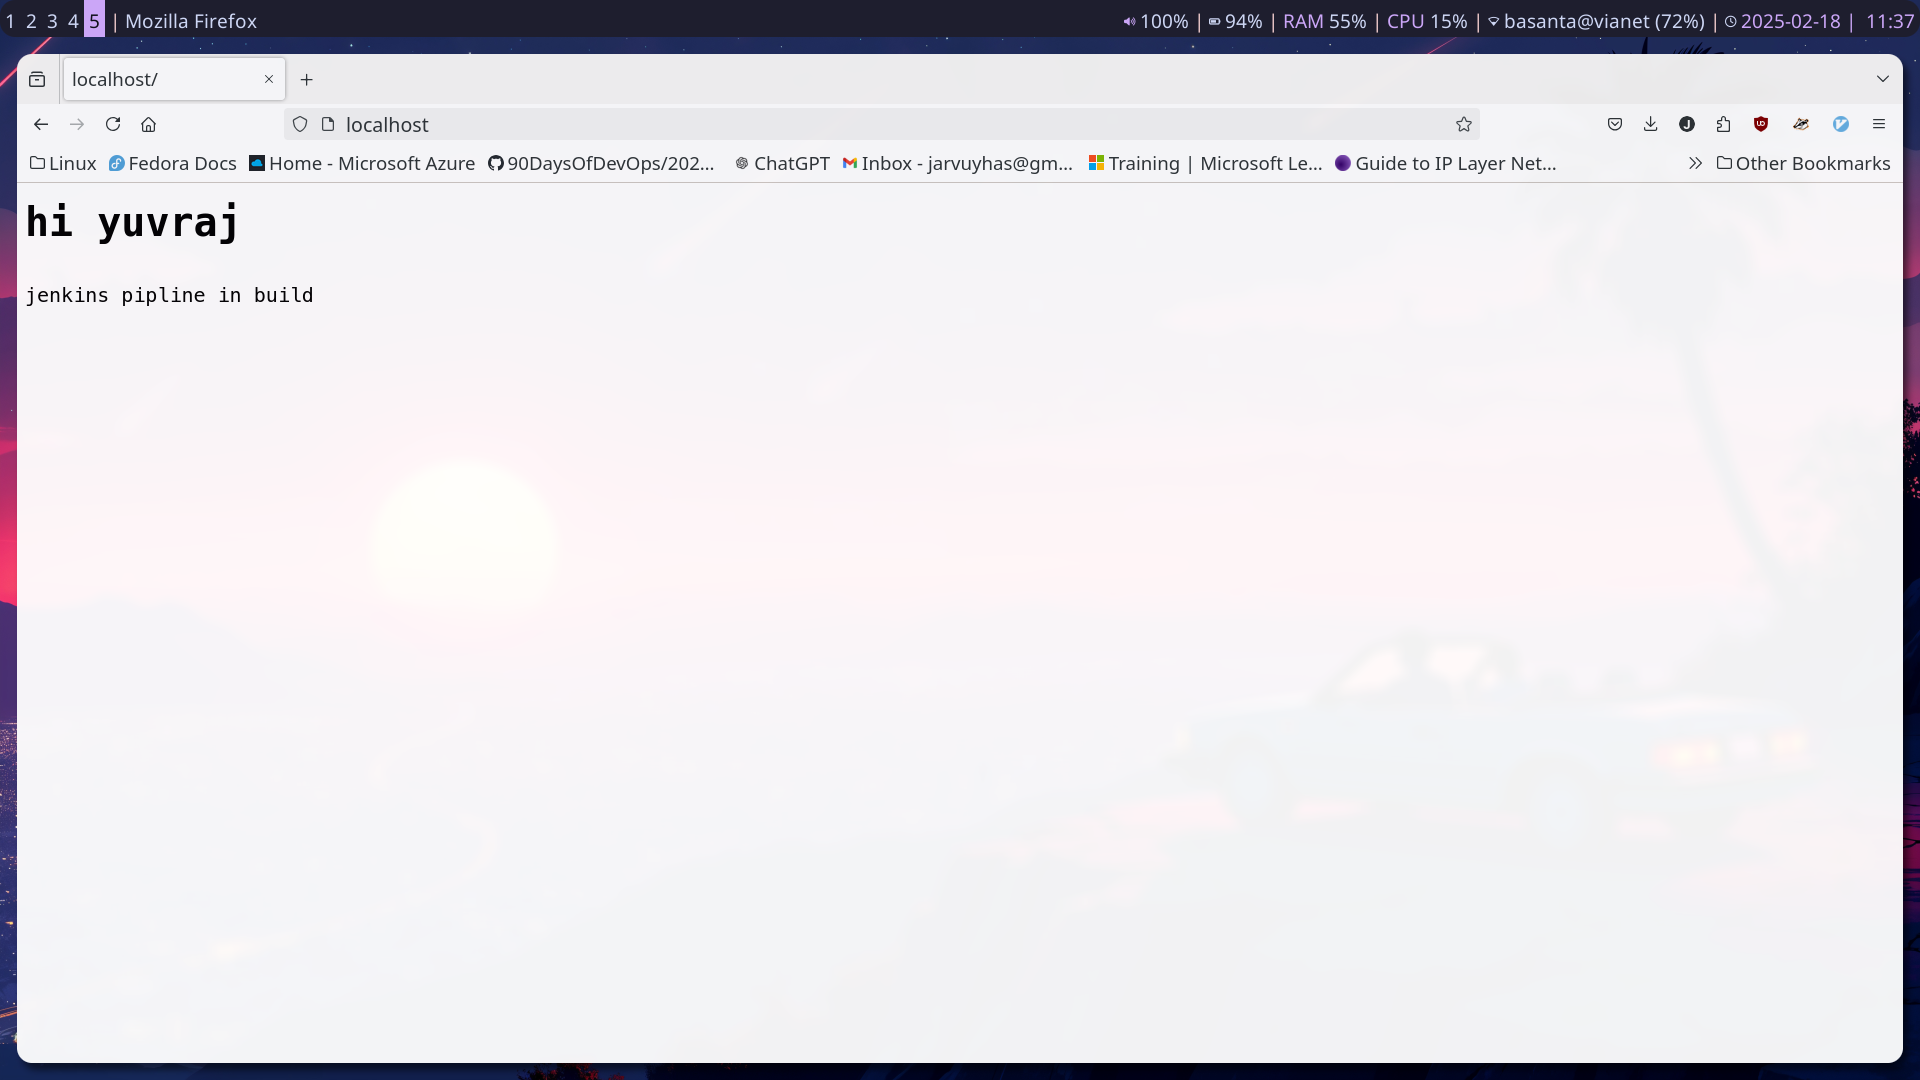 1 2 3 4 5 | Mozilla Firefox 100% | 94% | RAM 55% | CPU 15% | basanta@vianet (72%) | 2025-02-18 | 11:37
localhost/
localhost
Linux Fedora Docs Home - Microsoft Azure 90DaysOfDevOps/202... ChatGPT Inbox - jarvuyhas@gm... Training | Microsoft Le... Guide to IP Layer Net... Other Bookmarks
hi yuvraj
jenkins pipline in build